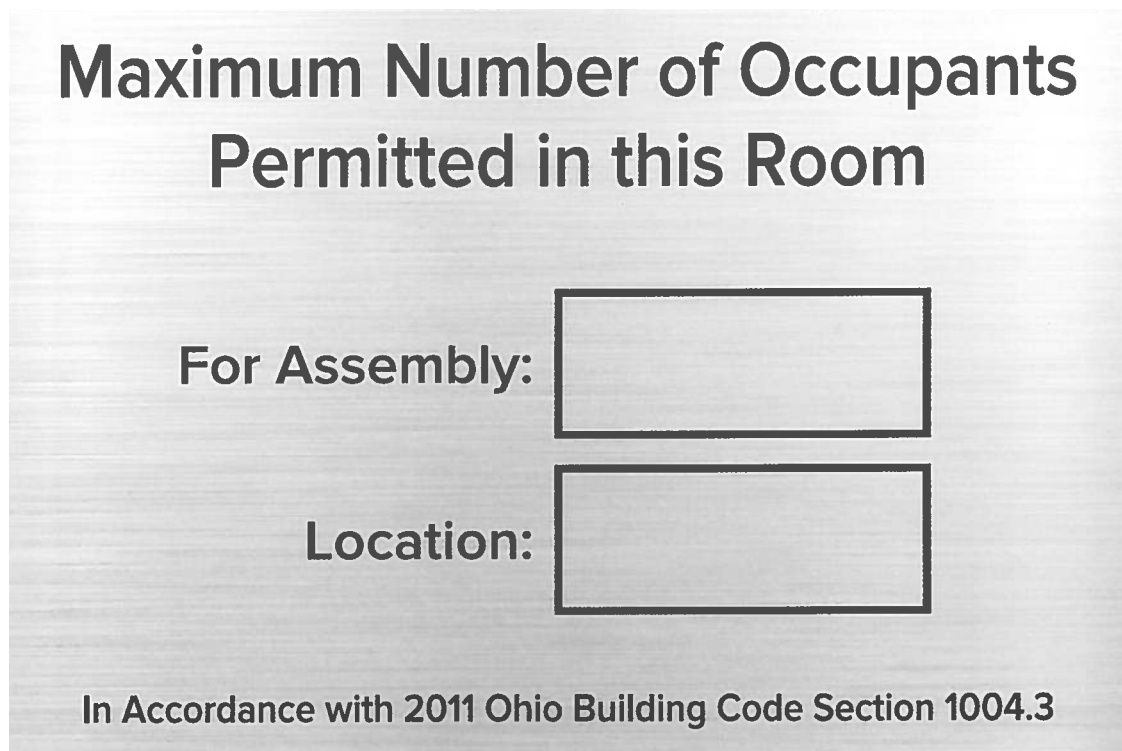 Maximum Number of Occupants
Permitted in this Room
For Assembly:
Location:
In Accordance with 2011 Ohio Building Code Section 1004.3